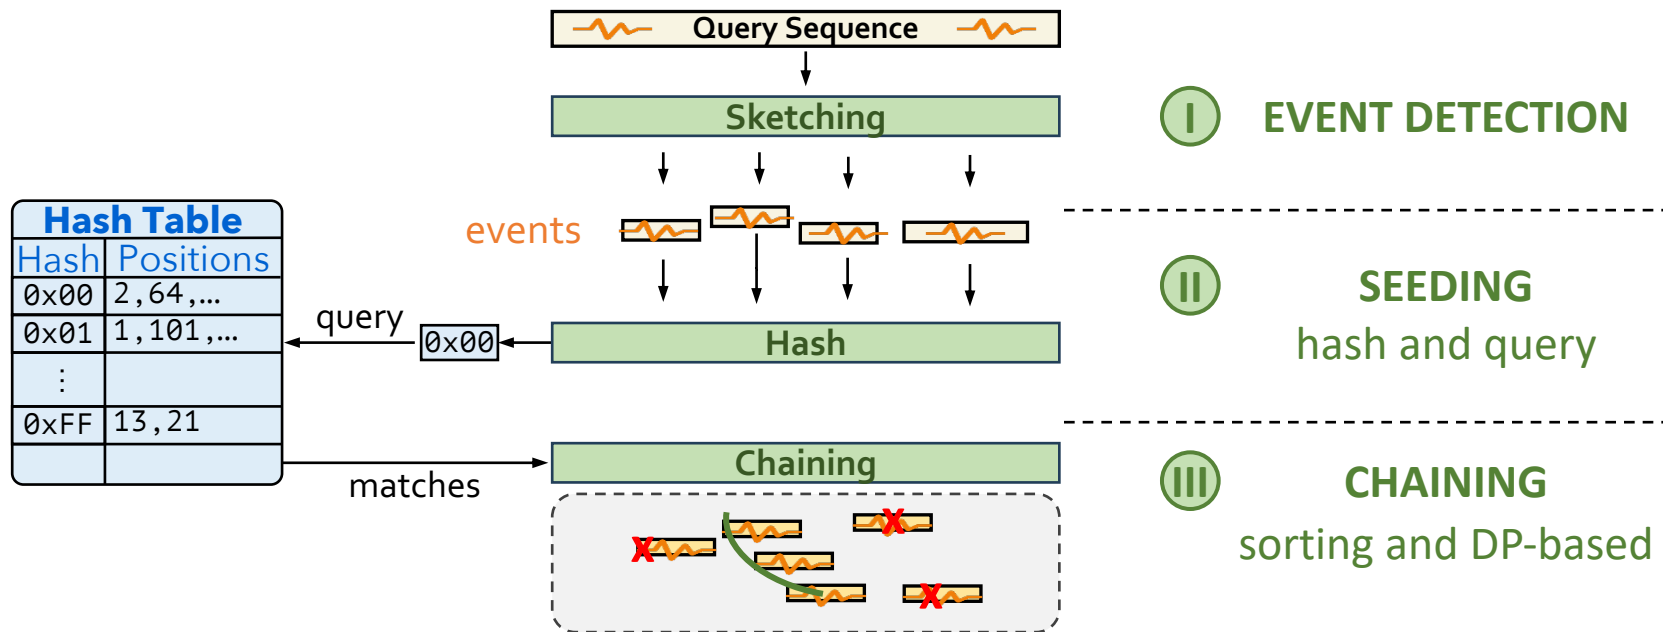 Query Sequence
Sketching
I EVENT DETECTION
events
Hash Table
Hash Positions
0x00 2,64,…
0x01 1,101,…
⋮
0xFF 13,21
query
0x00
Hash
II SEEDING
hash and query
matches
Chaining
X
X
X
III CHAINING
sorting and DP-based